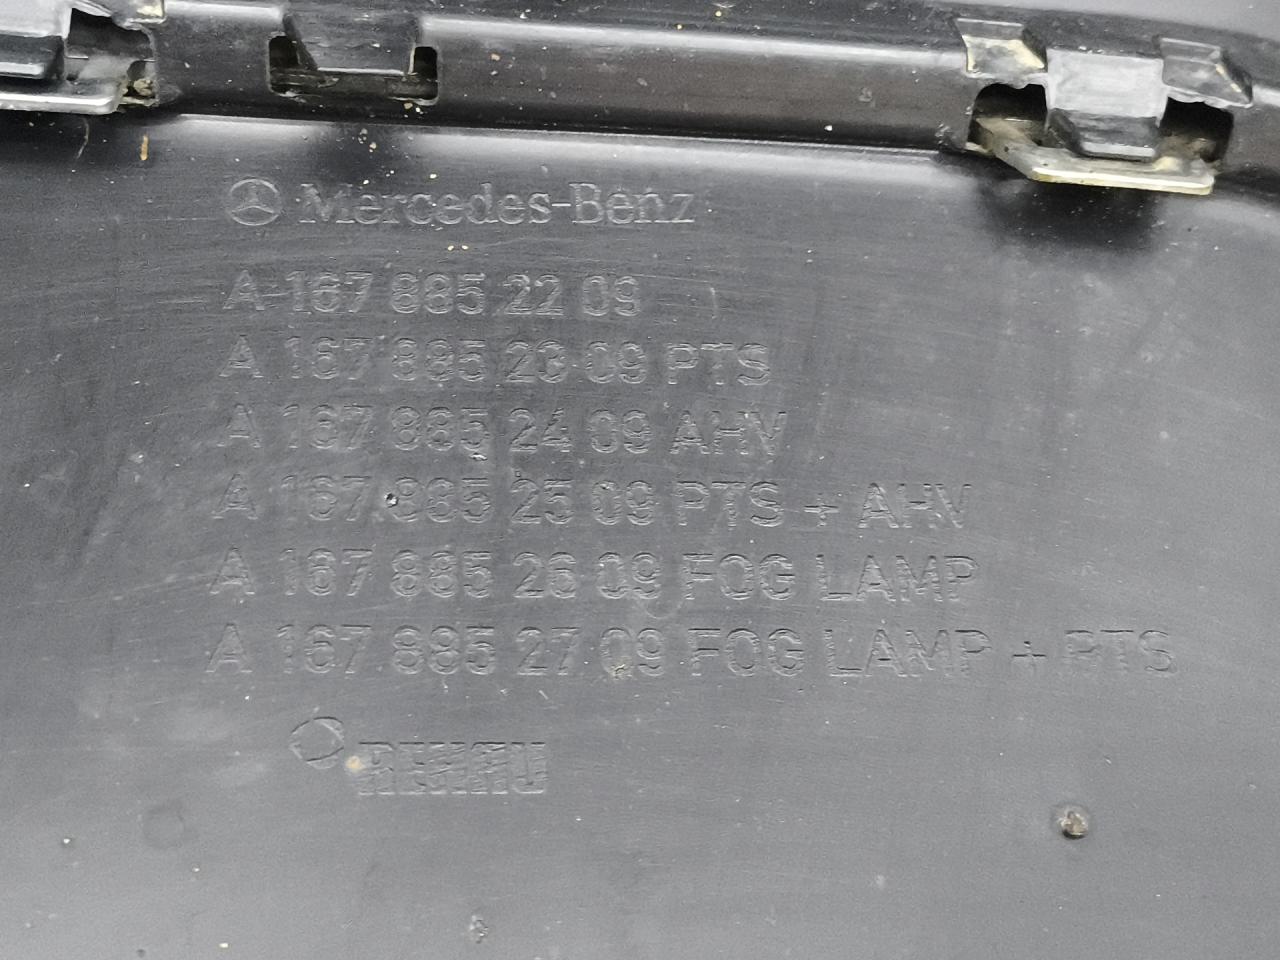 Mercedes-Benz
A 167 885 22 09
A 167 885 23 09 PTS
A 167 885 24 09 AHV
A 167 885 25 09 PTS + AHV
A 167 885 26 09 FOG LAMP
A 167 885 27 09 FOG LAMP + PTS
REHAU